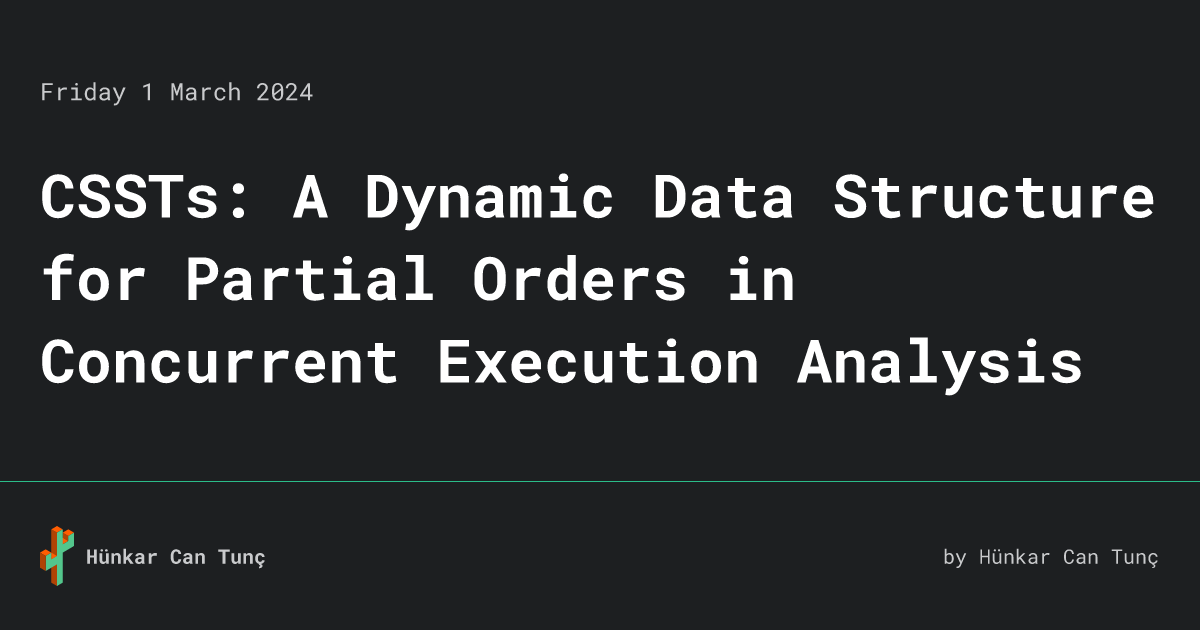 Friday 1 March 2024
CSSTs: A Dynamic Data Structure
for Partial Orders in
Concurrent Execution Analysis
Hünkar Can Tunç
by Hünkar Can Tunç